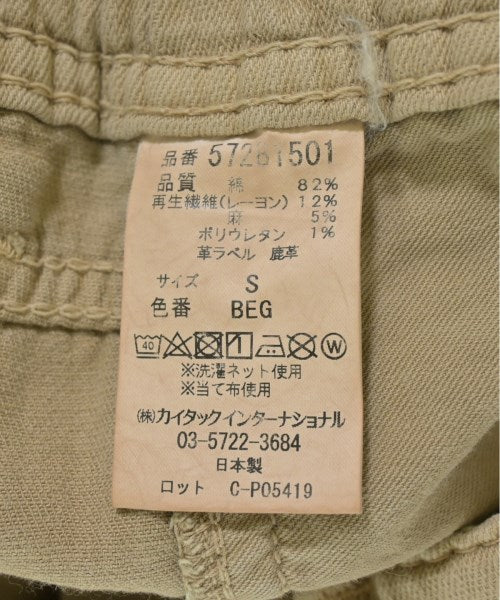 品番 57261501
品質 綿 82%
再生繊維(レーヨン) 12%
麻 5%
ポリウレタン 1%
革ラベル 鹿革
サイズ S
色番 BEG
40 W
※洗濯ネット使用
※当て布使用
㈱カイタックインターナショナル
03-5722-3684
日本製
ロット C-P05419